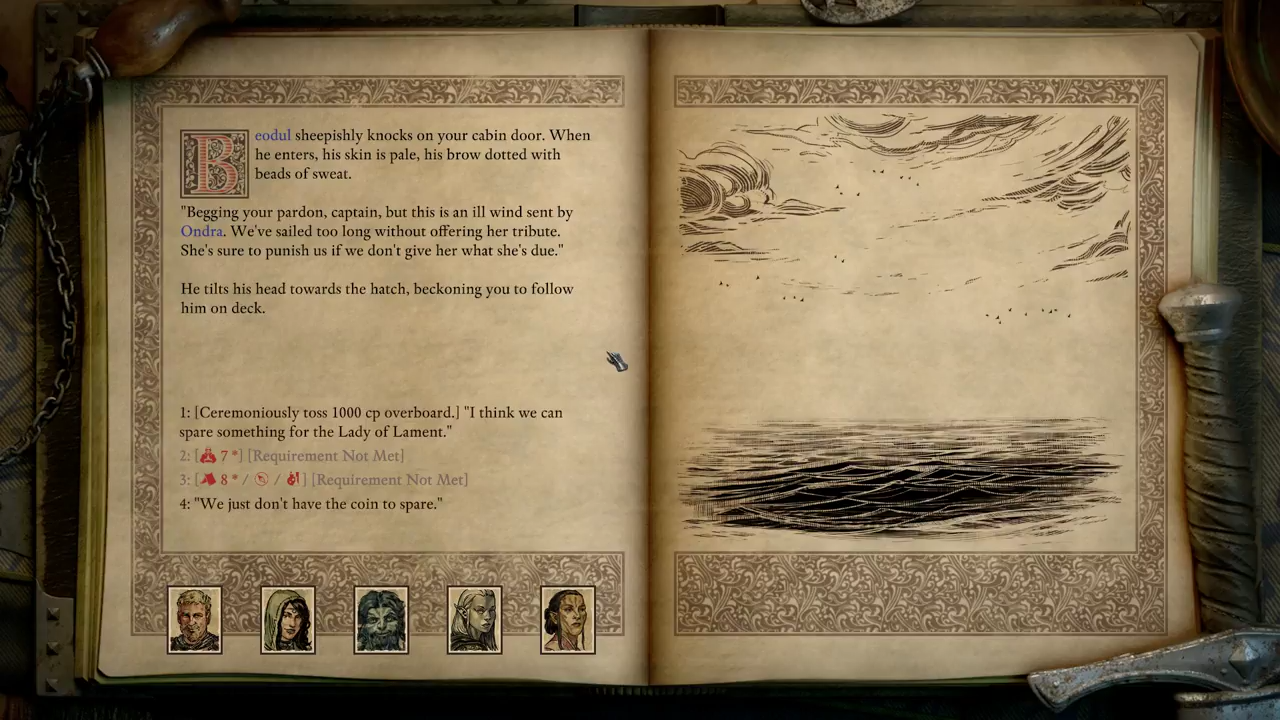 Beodul sheepishly knocks on your cabin door. When
he enters, his skin is pale, his brow dotted with
beads of sweat.
"Begging your pardon, captain, but this is an ill wind sent by
Ondra. We've sailed too long without offering her tribute.
She's sure to punish us if we don't give her what she's due."
He tilts his head towards the hatch, beckoning you to follow
him on deck.
1: [Ceremoniously toss 1000 cp overboard.] "I think we can
spare something for the Lady of Lament."
2: [7 *] [Requirement Not Met]
3: [8 * / / ] [Requirement Not Met]
4: "We just don't have the coin to spare."